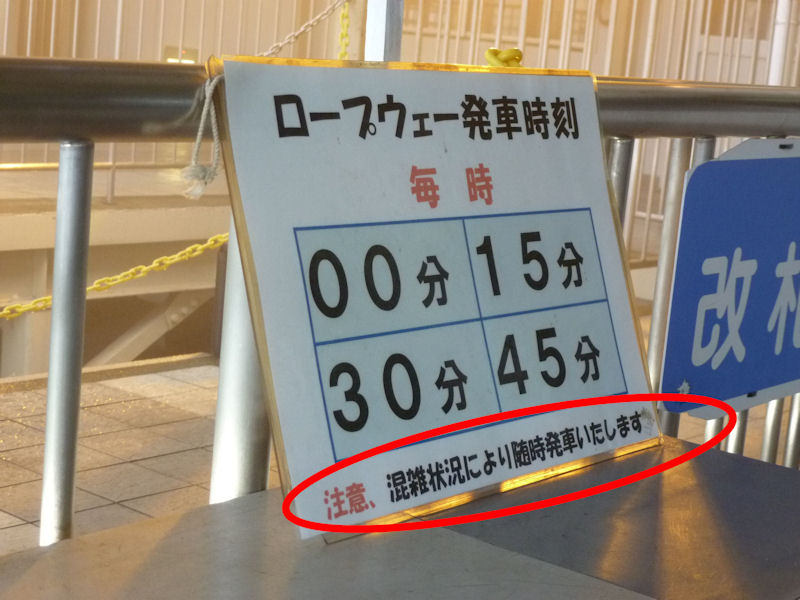 ロープウェー発車時刻
毎時
00分 15分
30分 45分
注意、混雑状況により随時発車いたします
改札